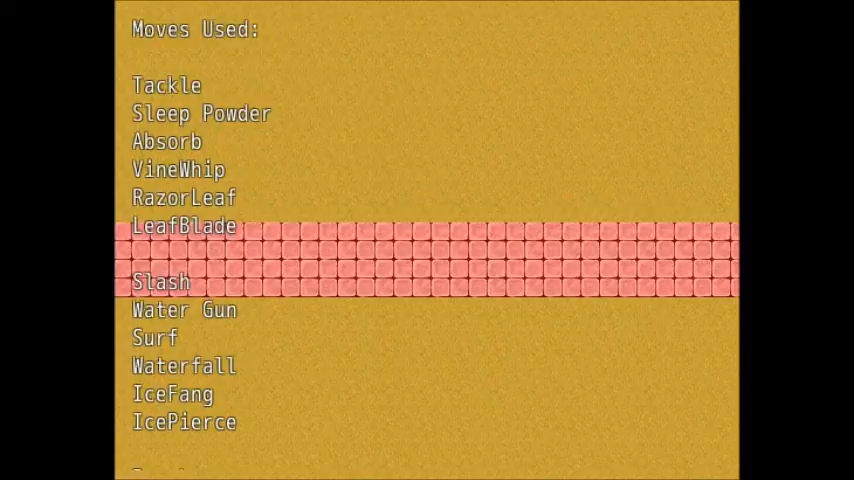 Moves Used:
Tackle
Sleep Powder
Absorb
VineWhip
RazorLeaf
LeafBlade
Slash
Water Gun
Surf
Waterfall
IceFang
IcePierce